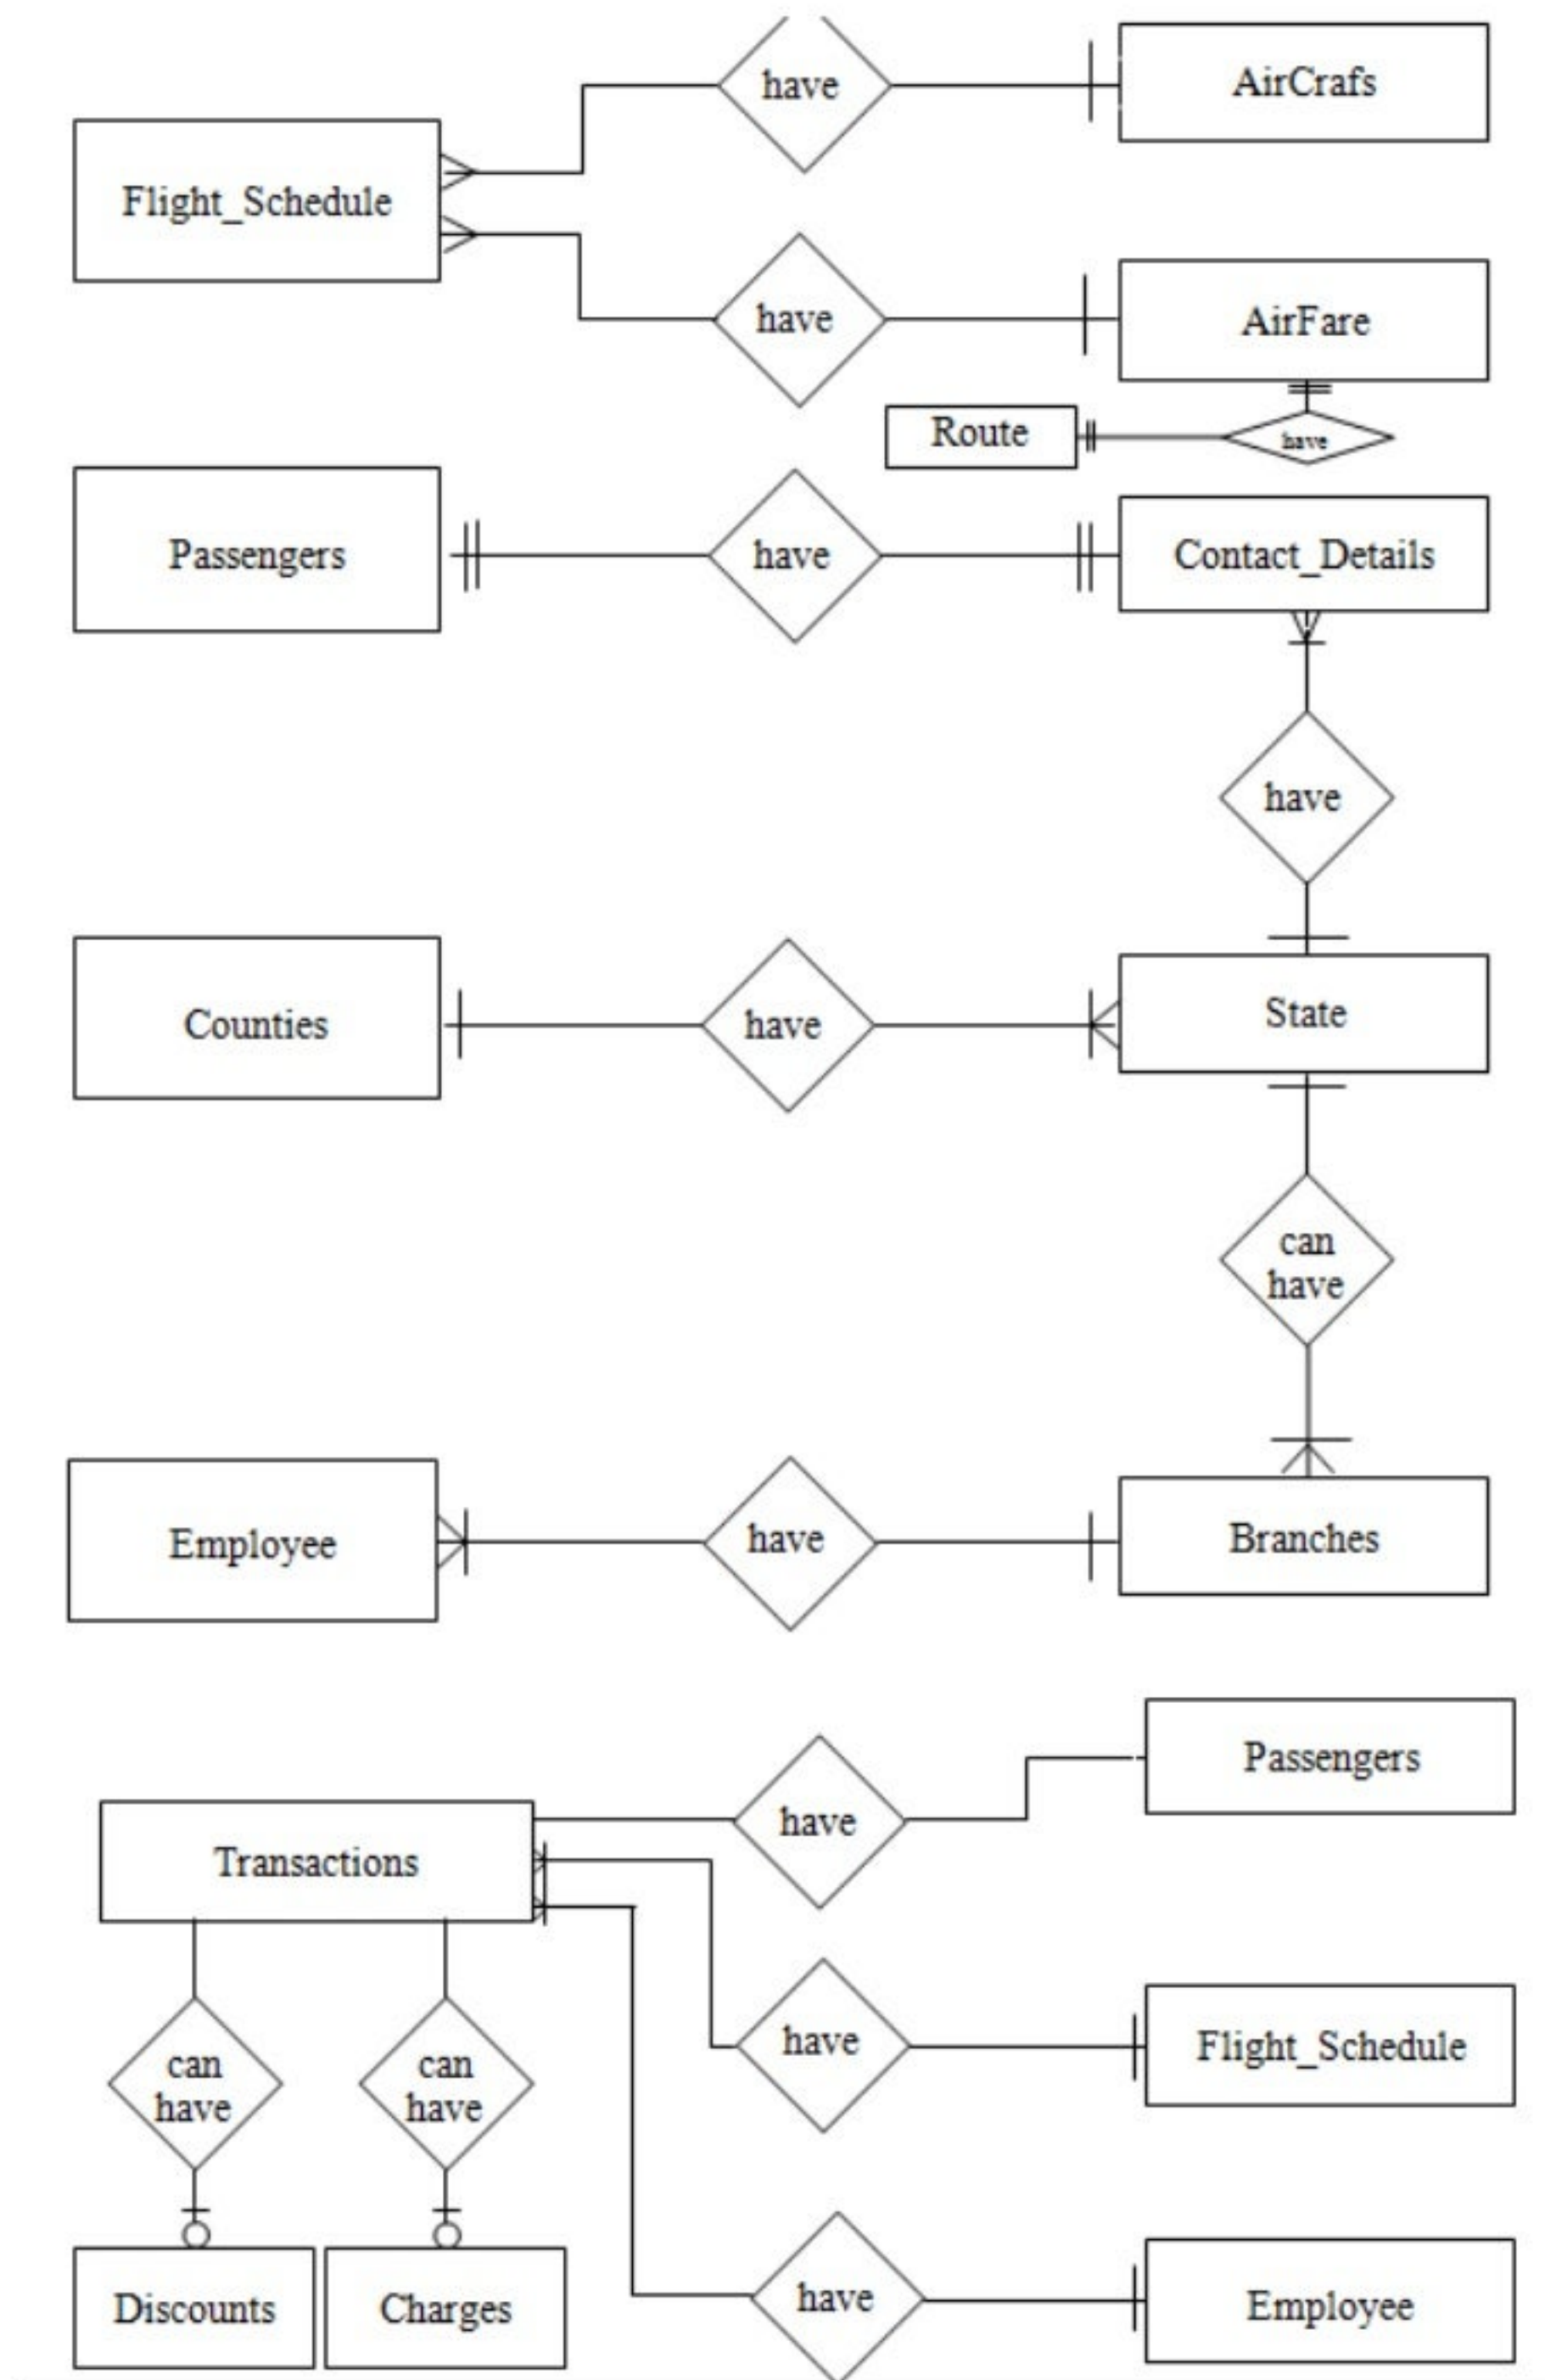 have
AirCrafs
Flight_Schedule
have
AirFare
Route
have
Passengers
have
Contact_Details
have
Counties
have
State
can
have
Employee
have
Branches
Passengers
have
Transactions
have
Flight_Schedule
can
have
can
have
have
Employee
Discounts
Charges